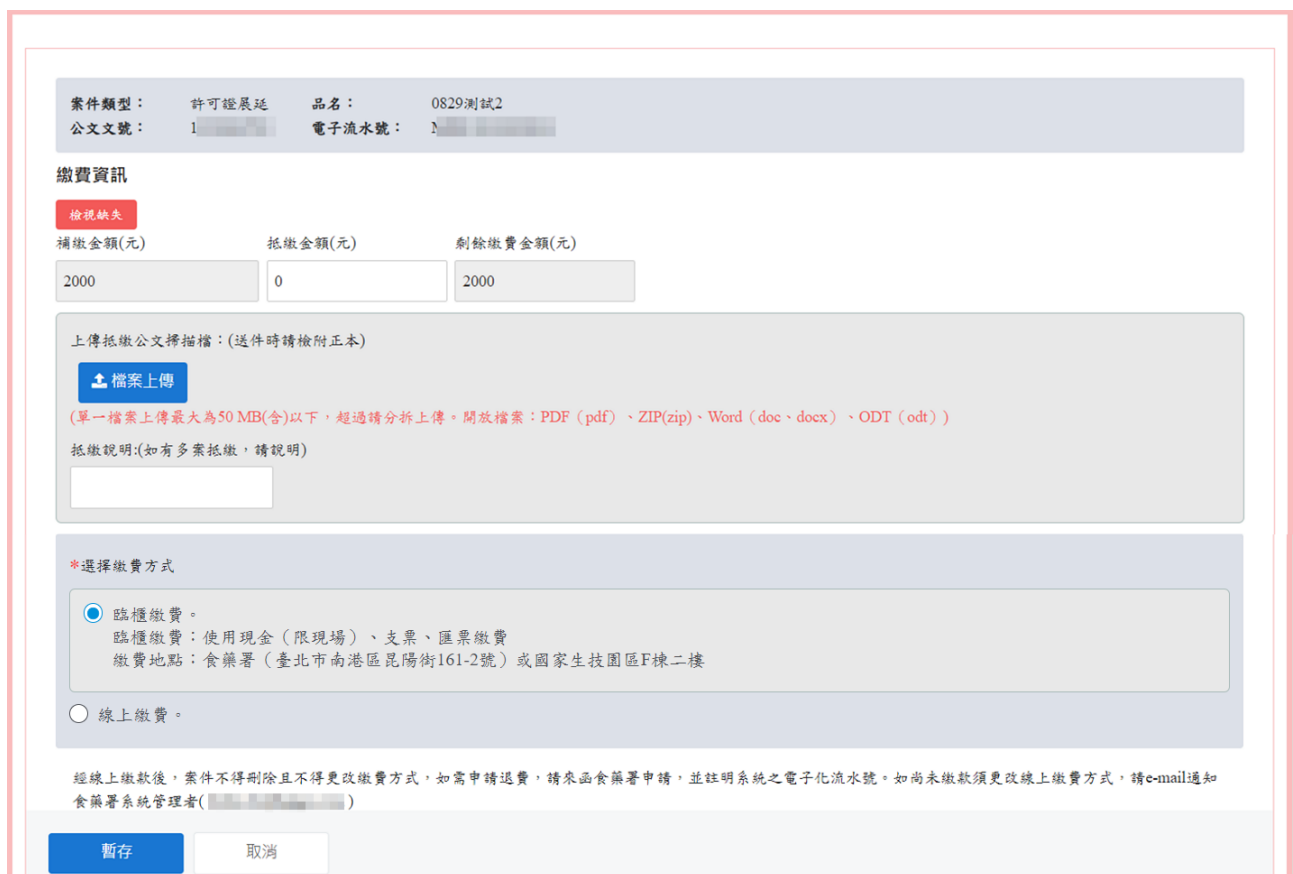 案件類型： 許可證展延 品名： 0829測試2
公文文號： 1 電子流水號：
繳費資訊
檢視缺失
補繳金額(元) 抵繳金額(元) 剩餘繳費金額(元)
2000 0 2000
上傳抵繳公文掃描檔：(送件時請檢附正本)
檔案上傳
(單一檔案上傳最大為50 MB(含)以下，超過請分拆上傳。開放檔案：PDF（pdf）、ZIP(zip)、Word（doc、docx）、ODT（odt）)
抵繳說明:(如有多案抵繳，請說明)
*選擇繳費方式
臨櫃繳費。
臨櫃繳費：使用現金（限現場）、支票、匯票繳費
繳費地點：食藥署（臺北市南港區昆陽街161-2號）或國家生技園區F棟二樓
線上繳費。
經線上繳款後，案件不得刪除且不得更改繳費方式，如需申請退費，請來函食藥署申請，並註明系統之電子化流水號。如尚未繳款須更改線上繳費方式，請e-mail通知
食藥署系統管理者( )
暫存 取消